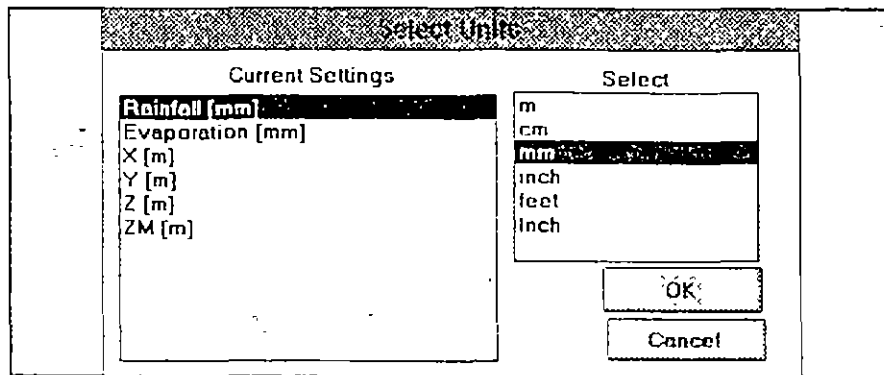 Select Units
Current Settings
Rainfall [mm]
Evaporation [mm]
X [m]
Y [m]
Z [m]
ZM [m]
Select
m
cm
mm
inch
feet
Inch
OK
Cancel